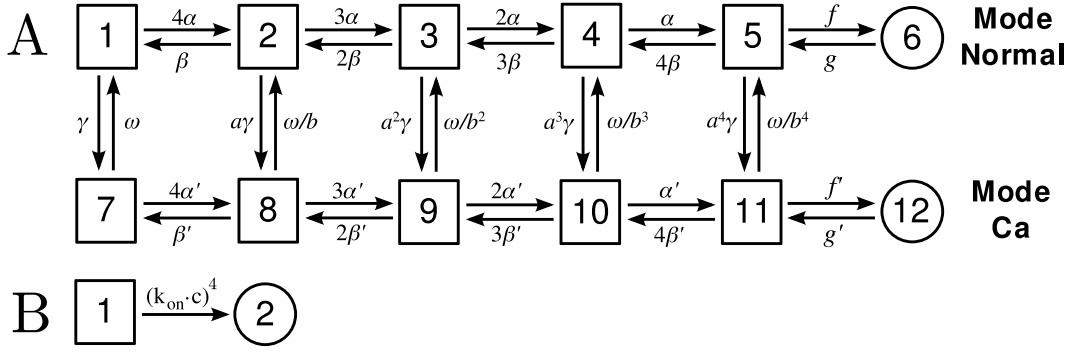 A
4α 3α 2α α f
1 2 3 4 5 6
β 2β 3β 4β g
Mode
Normal
γ ω aγ ω/b a²γ ω/b² a³γ ω/b³ a⁴γ ω/b⁴
4α' 3α' 2α' α' f'
7 8 9 10 11 12
β' 2β' 3β' 4β' g'
Mode
Ca
B
(k_on·c)⁴
1 2